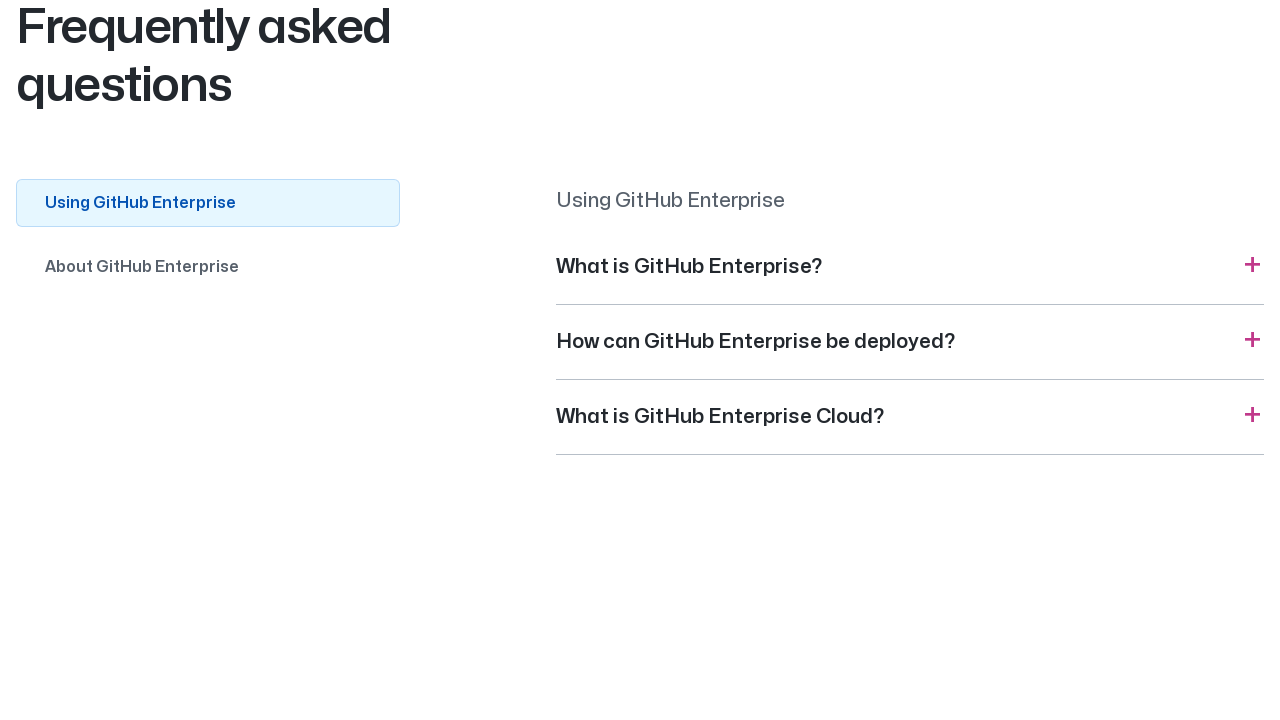 Frequently asked
questions
Using GitHub Enterprise
About GitHub Enterprise
Using GitHub Enterprise
What is GitHub Enterprise?
How can GitHub Enterprise be deployed?
What is GitHub Enterprise Cloud?